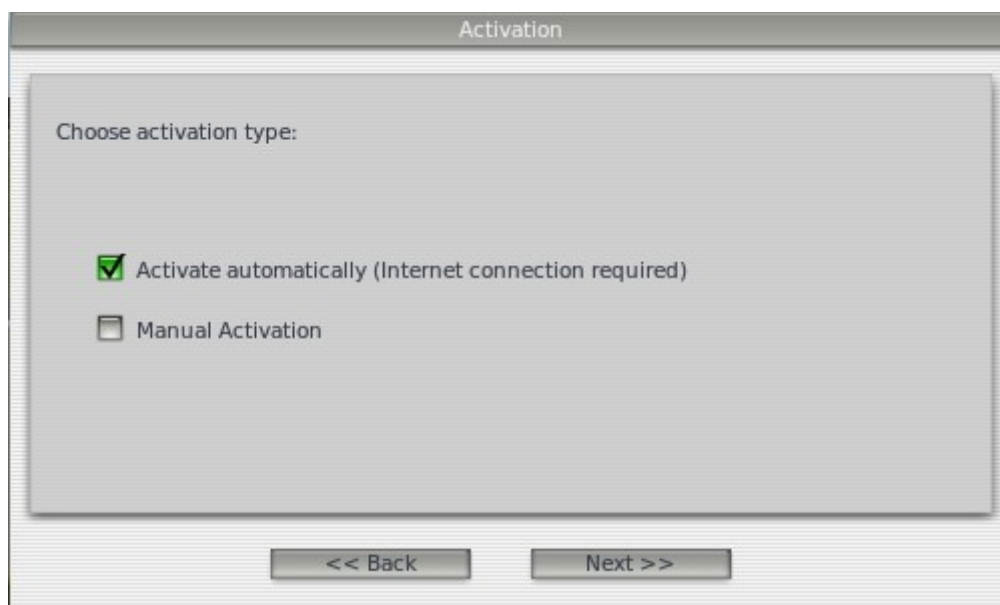 Activation
Choose activation type:
Activate automatically (Internet connection required)
Manual Activation
<< Back
Next >>